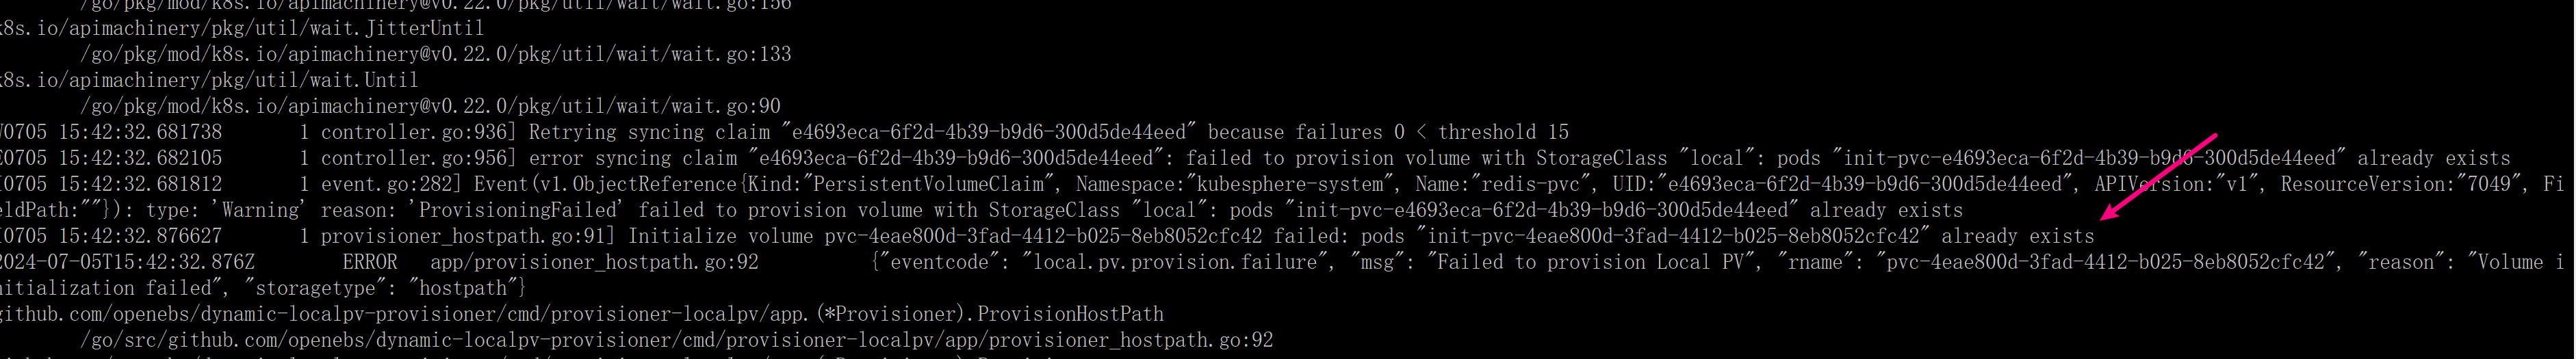 /go/pkg/mod/k8s.io/apimachinery@v0.22.0/pkg/util/wait/wait.go:156
k8s.io/apimachinery/pkg/util/wait.JitterUntil
/go/pkg/mod/k8s.io/apimachinery@v0.22.0/pkg/util/wait/wait.go:133
k8s.io/apimachinery/pkg/util/wait.Until
/go/pkg/mod/k8s.io/apimachinery@v0.22.0/pkg/util/wait/wait.go:90
W0705 15:42:32.681738       1 controller.go:936] Retrying syncing claim "e4693eca-6f2d-4b39-b9d6-300d5de44eed" because failures 0 < threshold 15
E0705 15:42:32.682105       1 controller.go:956] error syncing claim "e4693eca-6f2d-4b39-b9d6-300d5de44eed": failed to provision volume with StorageClass "local": pods "init-pvc-e4693eca-6f2d-4b39-b9d6-300d5de44eed" already exists
I0705 15:42:32.681812       1 event.go:282] Event(v1.ObjectReference{Kind:"PersistentVolumeClaim", Namespace:"kubesphere-system", Name:"redis-pvc", UID:"e4693eca-6f2d-4b39-b9d6-300d5de44eed", APIVersion:"v1", ResourceVersion:"7049", Fi
eldPath:""}): type: 'Warning' reason: 'ProvisioningFailed' failed to provision volume with StorageClass "local": pods "init-pvc-e4693eca-6f2d-4b39-b9d6-300d5de44eed" already exists
I0705 15:42:32.876627       1 provisioner_hostpath.go:91] Initialize volume pvc-4eae800d-3fad-4412-b025-8eb8052cfc42 failed: pods "init-pvc-4eae800d-3fad-4412-b025-8eb8052cfc42" already exists
2024-07-05T15:42:32.876Z        ERROR   app/provisioner_hostpath.go:92          {"eventcode": "local.pv.provision.failure", "msg": "Failed to provision Local PV", "rname": "pvc-4eae800d-3fad-4412-b025-8eb8052cfc42", "reason": "Volume i
nitialization failed", "storagetype": "hostpath"}
github.com/openebs/dynamic-localpv-provisioner/cmd/provisioner-localpv/app.(*Provisioner).ProvisionHostPath
/go/src/github.com/openebs/dynamic-localpv-provisioner/cmd/provisioner-localpv/app/provisioner_hostpath.go:92